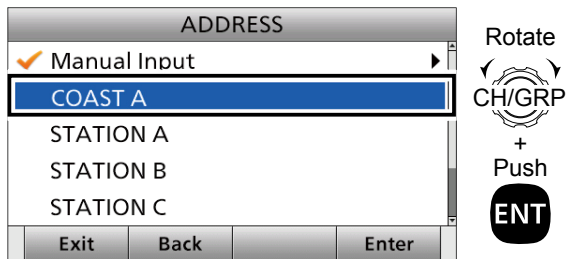 ADDRESS
Manual Input
COAST A
STATION A
STATION B
STATION C
Exit Back Enter
Rotate
CH/GRP
+
Push
ENT